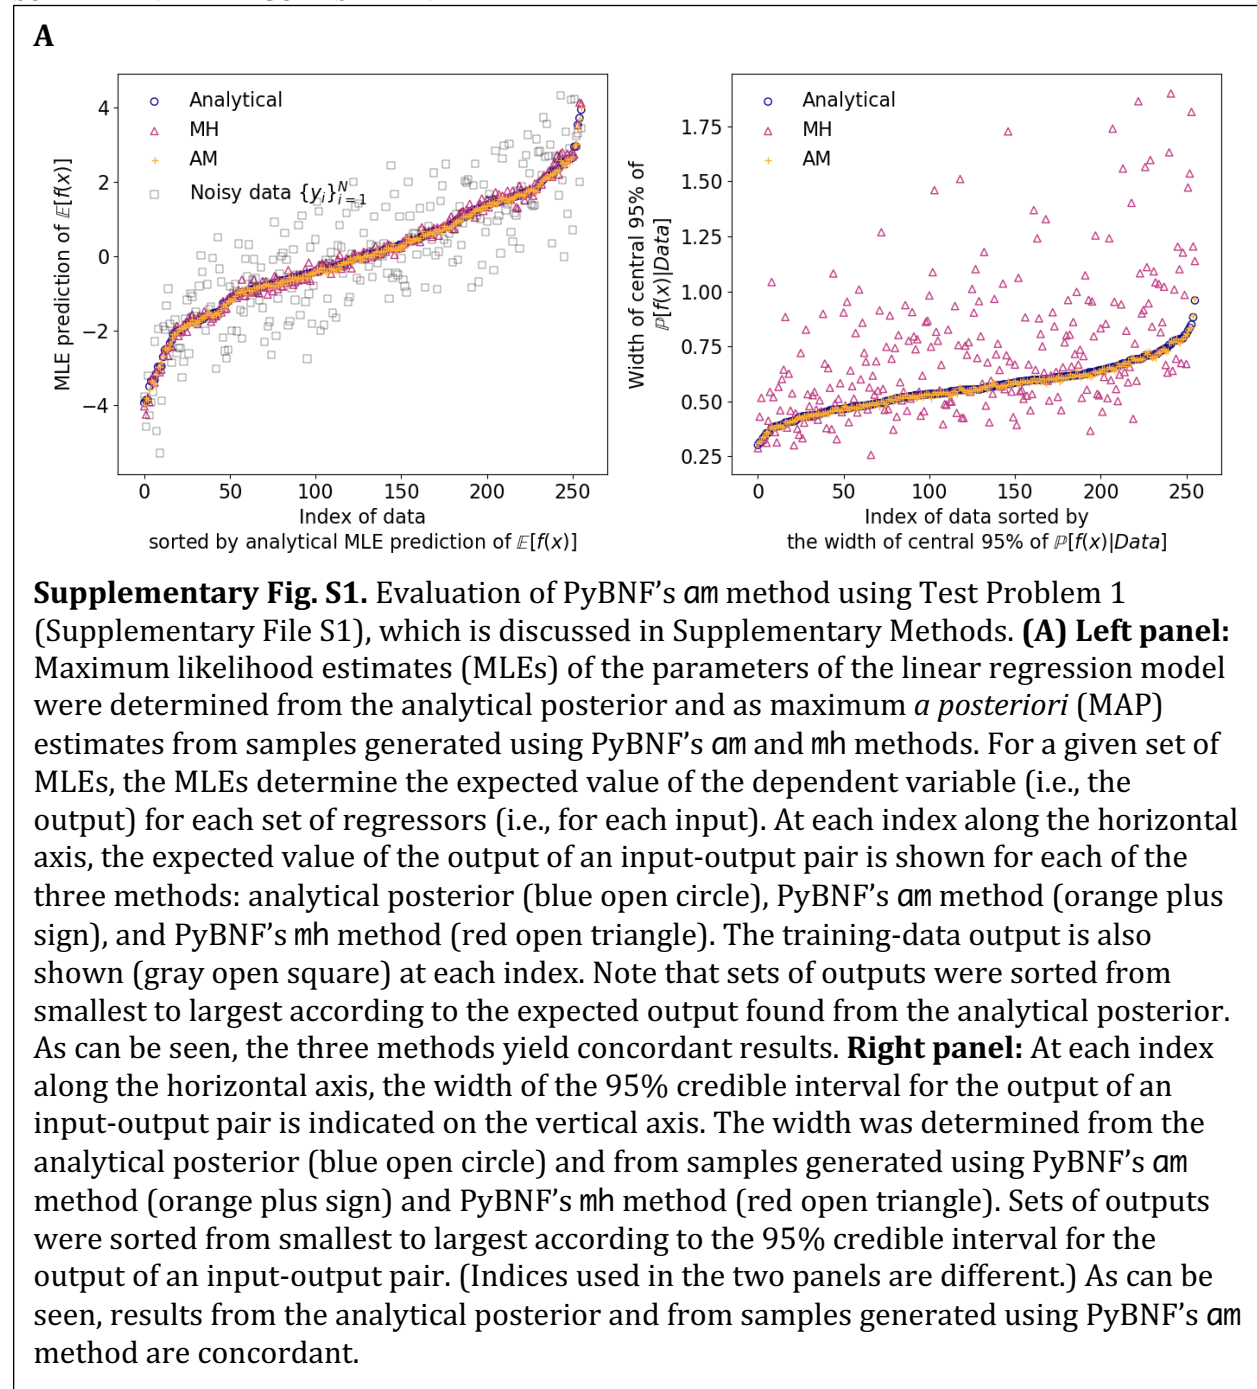 A
Analytical
MH
AM
Noisy data {y_i}_{i=1}^N
4
2
0
−2
−4
MLE prediction of 𝔼[f(x)]
0 50 100 150 200 250
Index of data
sorted by analytical MLE prediction of 𝔼[f(x)]
Analytical
MH
AM
1.75
1.50
1.25
1.00
0.75
0.50
0.25
Width of central 95% of
ℙ[f(x)|Data]
0 50 100 150 200 250
Index of data sorted by
the width of central 95% of ℙ[f(x)|Data]
Supplementary Fig. S1. Evaluation of PyBNF’s am method using Test Problem 1
(Supplementary File S1), which is discussed in Supplementary Methods. (A) Left panel:
Maximum likelihood estimates (MLEs) of the parameters of the linear regression model
were determined from the analytical posterior and as maximum a posteriori (MAP)
estimates from samples generated using PyBNF’s am and mh methods. For a given set of
MLEs, the MLEs determine the expected value of the dependent variable (i.e., the
output) for each set of regressors (i.e., for each input). At each index along the horizontal
axis, the expected value of the output of an input-output pair is shown for each of the
three methods: analytical posterior (blue open circle), PyBNF’s am method (orange plus
sign), and PyBNF’s mh method (red open triangle). The training-data output is also
shown (gray open square) at each index. Note that sets of outputs were sorted from
smallest to largest according to the expected output found from the analytical posterior.
As can be seen, the three methods yield concordant results. Right panel: At each index
along the horizontal axis, the width of the 95% credible interval for the output of an
input-output pair is indicated on the vertical axis. The width was determined from the
analytical posterior (blue open circle) and from samples generated using PyBNF’s am
method (orange plus sign) and PyBNF’s mh method (red open triangle). Sets of outputs
were sorted from smallest to largest according to the 95% credible interval for the
output of an input-output pair. (Indices used in the two panels are different.) As can be
seen, results from the analytical posterior and from samples generated using PyBNF’s am
method are concordant.